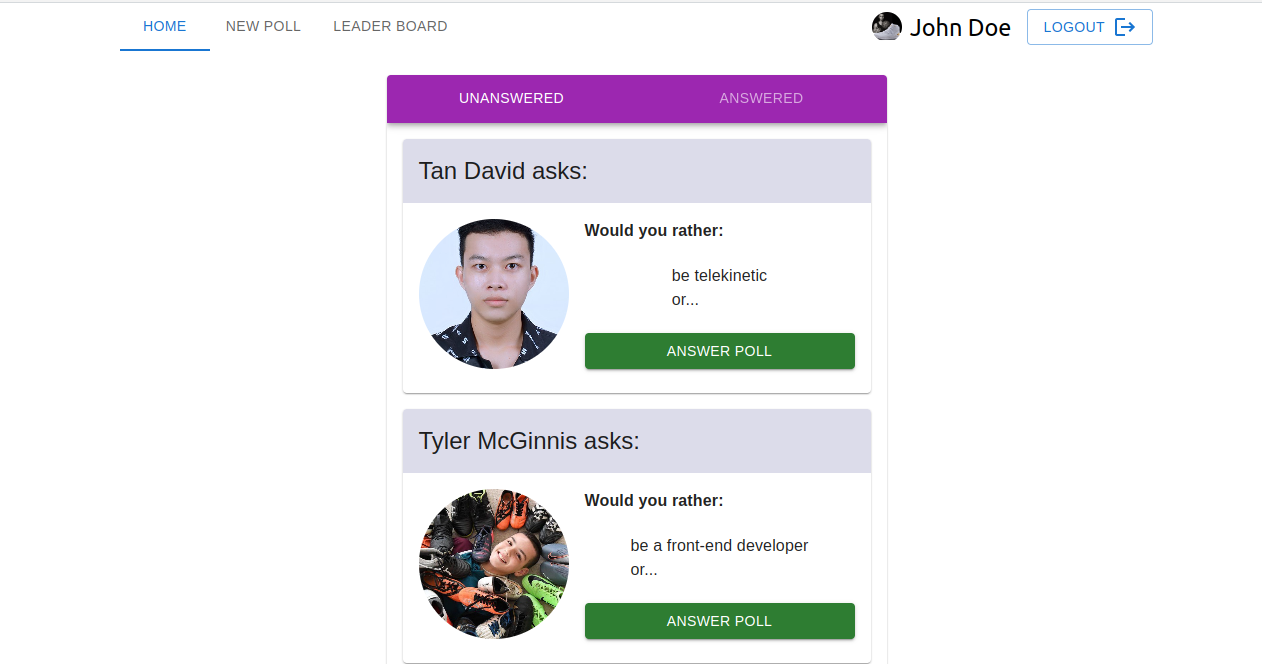 HOME NEW POLL LEADER BOARD John Doe LOGOUT
UNANSWERED ANSWERED
Tan David asks:
Would you rather:
be telekinetic
or...
ANSWER POLL
Tyler McGinnis asks:
Would you rather:
be a front-end developer
or...
ANSWER POLL